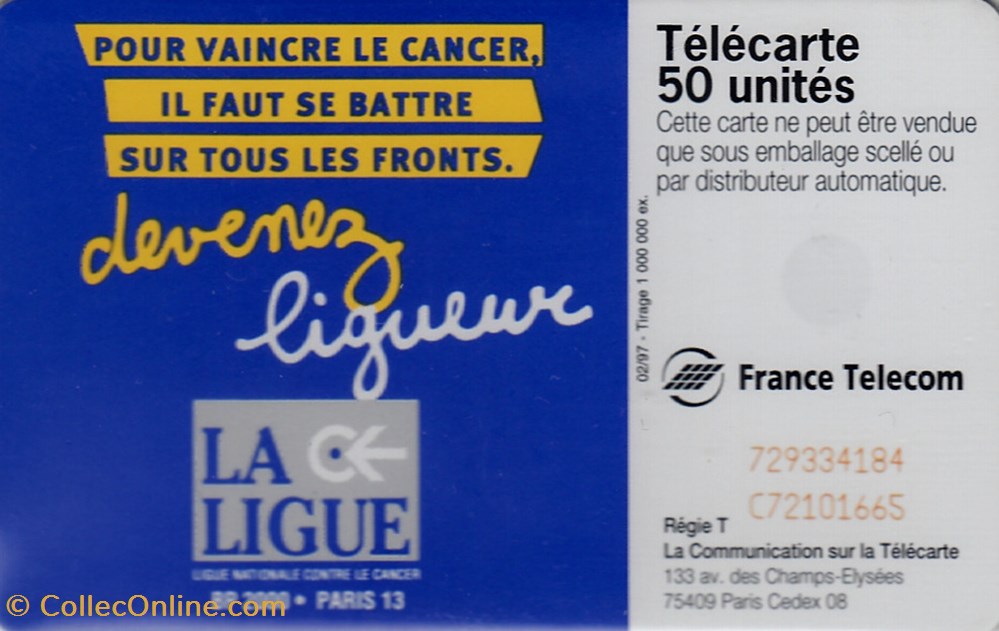 POUR VAINCRE LE CANCER,
IL FAUT SE BATTRE
SUR TOUS LES FRONTS.
devenez
ligueur
LA
LIGUE
LIGUE NATIONALE CONTRE LE CANCER
BP 2000 • PARIS 13
Télécarte
50 unités
Cette carte ne peut être vendue
que sous emballage scellé ou
par distributeur automatique.
02/97 - Tirage 1 000 000 ex.
France Telecom
729334184
C72101665
Régie T
La Communication sur la Télécarte
133 av. des Champs-Elysées
75409 Paris Cedex 08
© CollecOnline.com